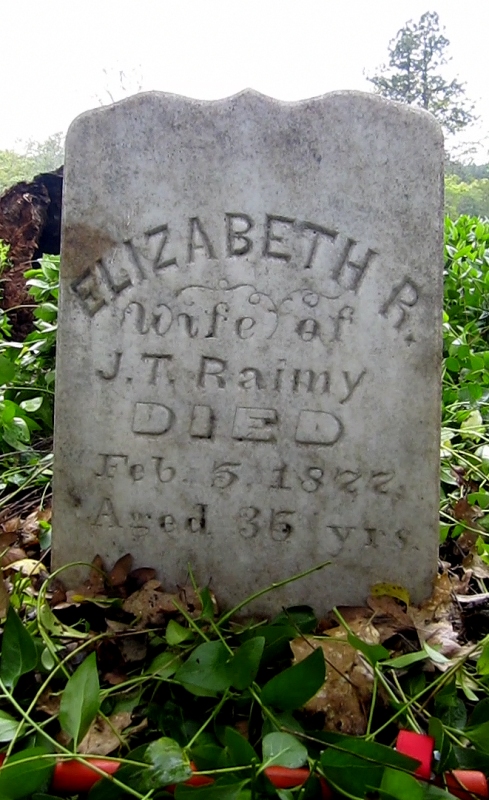 ELIZABETH R.
Wife of
J.T. Raimy
DIED
Feb. 5, 1877,
Aged 36 yrs.